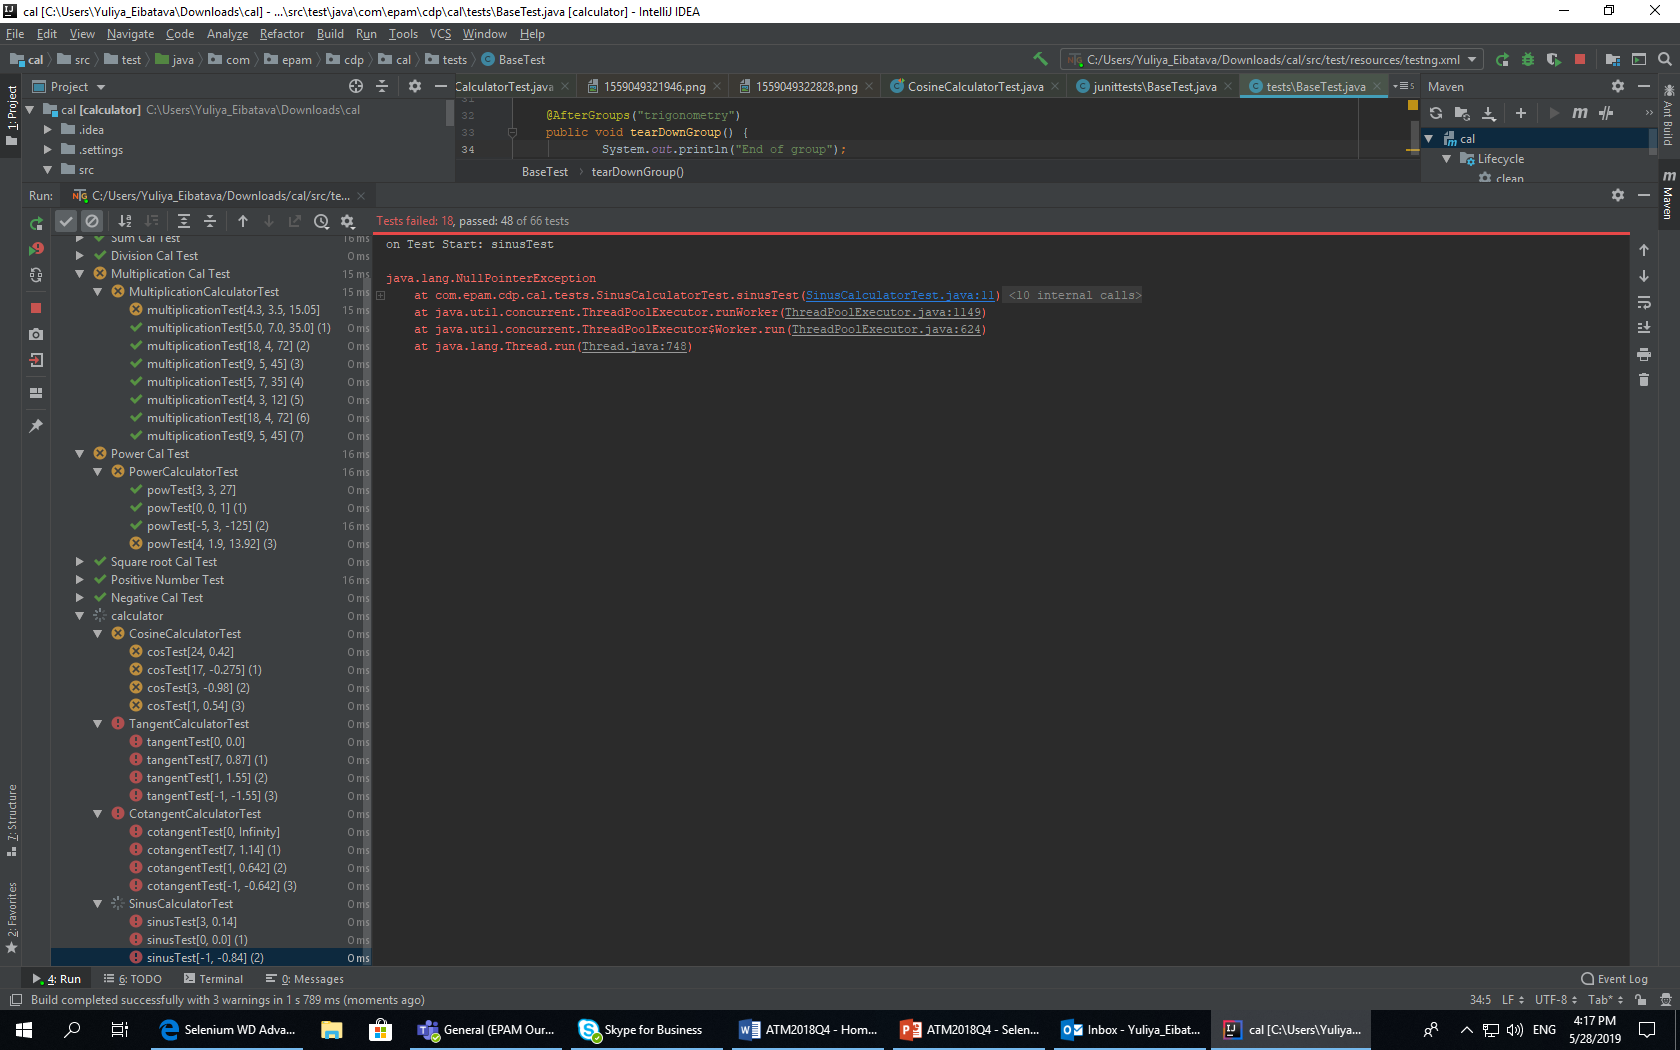 cal [C:\Users\Yuliya_Eibatava\Downloads\cal] - ...\src\test\java\com\epam\cdp\cal\tests\BaseTest.java [calculator] - IntelliJ IDEA
File Edit View Navigate Code Analyze Refactor Build Run Tools VCS Window Help
cal src test java com epam cdp cal tests BaseTest
C:/Users/Yuliya_Eibatava/Downloads/cal/src/test/resources/testng.xml
1: Project
Project
CalculatorTest.java 1559049321946.png 1559049322828.png CosineCalculatorTest.java junittests\BaseTest.java tests\BaseTest.java
Maven
cal [calculator] C:\Users\Yuliya_Eibatava\Downloads\cal
.idea
.settings
src
32 @AfterGroups("trigonometry")
33 public void tearDownGroup() {
34 System.out.println("End of group");
BaseTest > tearDownGroup()
cal
Lifecycle
clean
Ant Build
Maven
Run: C:/Users/Yuliya_Eibatava/Downloads/cal/src/te...
Tests failed: 18, passed: 48 of 66 tests
Sum Cal Test 16 ms
Division Cal Test 0 ms
Multiplication Cal Test 15 ms
MultiplicationCalculatorTest 15 ms
multiplicationTest[4.3, 3.5, 15.05] 15 ms
multiplicationTest[5.0, 7.0, 35.0] (1) 0 ms
multiplicationTest[18, 4, 72] (2) 0 ms
multiplicationTest[9, 5, 45] (3) 0 ms
multiplicationTest[5, 7, 35] (4) 0 ms
multiplicationTest[4, 3, 12] (5) 0 ms
multiplicationTest[18, 4, 72] (6) 0 ms
multiplicationTest[9, 5, 45] (7) 0 ms
Power Cal Test 16 ms
PowerCalculatorTest 16 ms
powTest[3, 3, 27] 0 ms
powTest[0, 0, 1] (1) 0 ms
powTest[-5, 3, -125] (2) 16 ms
powTest[4, 1.9, 13.92] (3) 0 ms
Square root Cal Test 0 ms
Positive Number Test 16 ms
Negative Cal Test 0 ms
calculator 0 ms
CosineCalculatorTest 0 ms
cosTest[24, 0.42] 0 ms
cosTest[17, -0.275] (1) 0 ms
cosTest[3, -0.98] (2) 0 ms
cosTest[1, 0.54] (3) 0 ms
TangentCalculatorTest 0 ms
tangentTest[0, 0.0] 0 ms
tangentTest[7, 0.87] (1) 0 ms
tangentTest[1, 1.55] (2) 0 ms
tangentTest[-1, -1.55] (3) 0 ms
CotangentCalculatorTest 0 ms
cotangentTest[0, Infinity] 0 ms
cotangentTest[7, 1.14] (1) 0 ms
cotangentTest[1, 0.642] (2) 0 ms
cotangentTest[-1, -0.642] (3) 0 ms
SinusCalculatorTest 0 ms
sinusTest[3, 0.14] 0 ms
sinusTest[0, 0.0] (1) 0 ms
sinusTest[-1, -0.84] (2) 0 ms
on Test Start: sinusTest
java.lang.NullPointerException
at com.epam.cdp.cal.tests.SinusCalculatorTest.sinusTest(SinusCalculatorTest.java:11) <10 internal calls>
at java.util.concurrent.ThreadPoolExecutor.runWorker(ThreadPoolExecutor.java:1149)
at java.util.concurrent.ThreadPoolExecutor$Worker.run(ThreadPoolExecutor.java:624)
at java.lang.Thread.run(Thread.java:748)
7: Structure
2: Favorites
4: Run 6: TODO Terminal 0: Messages Event Log
Build completed successfully with 3 warnings in 1 s 789 ms (moments ago) 34:5 LF UTF-8 Tab*
Selenium WD Adva... General (EPAM Our... Skype for Business ATM2018Q4 - Hom... ATM2018Q4 - Selen... Inbox - Yuliya_Eibat... cal [C:\Users\Yuliya... ENG 4:17 PM
5/28/2019